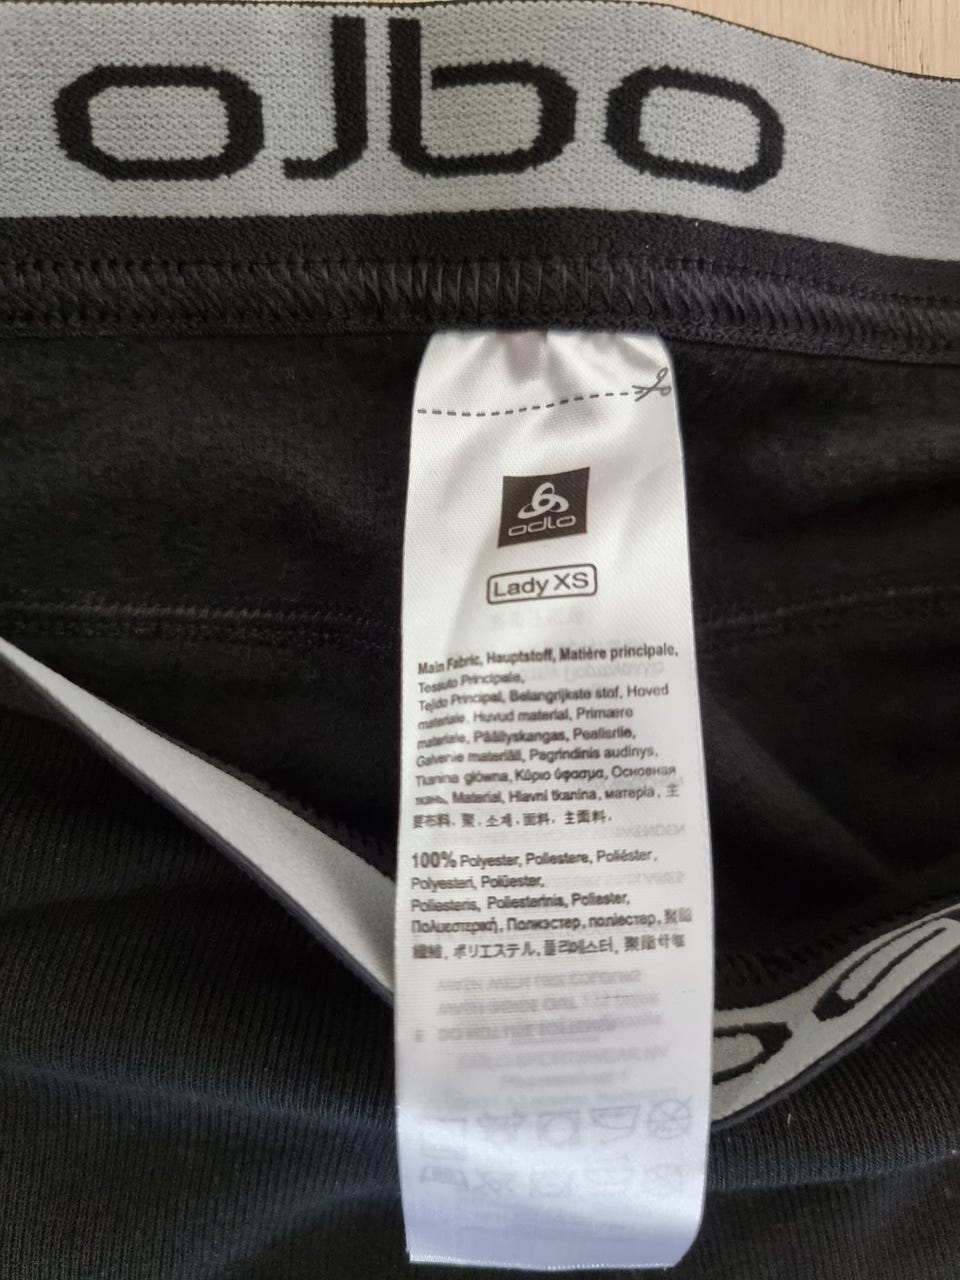 odlo
odlo
Lady XS
Main Fabric, Hauptstoff, Matière principale,
Tessuto Principale,
Tejido Principal, Belangrijkste stof, Hoved
materiale, Huvud material, Primære
materiale, Päällyskangas, Pealisriie,
Galvenie materiāli, Pagrindinis audinys,
Tkanina główna, Κύριο ύφασμα, Основная
ткань, Material, Hlavní tkanina, матерія, 主
要布料, 聚, 소재, 面料, 主面料,
100% Polyester, Poliestere, Poliéster,
Polyesteri, Polüester,
Poliesteris, Poliesterinis, Poliester,
Πολυεστερική, Полиэстер, поліестер, 聚酯
纖維, ポリエステル, 폴리에스터, 聚酯纤维